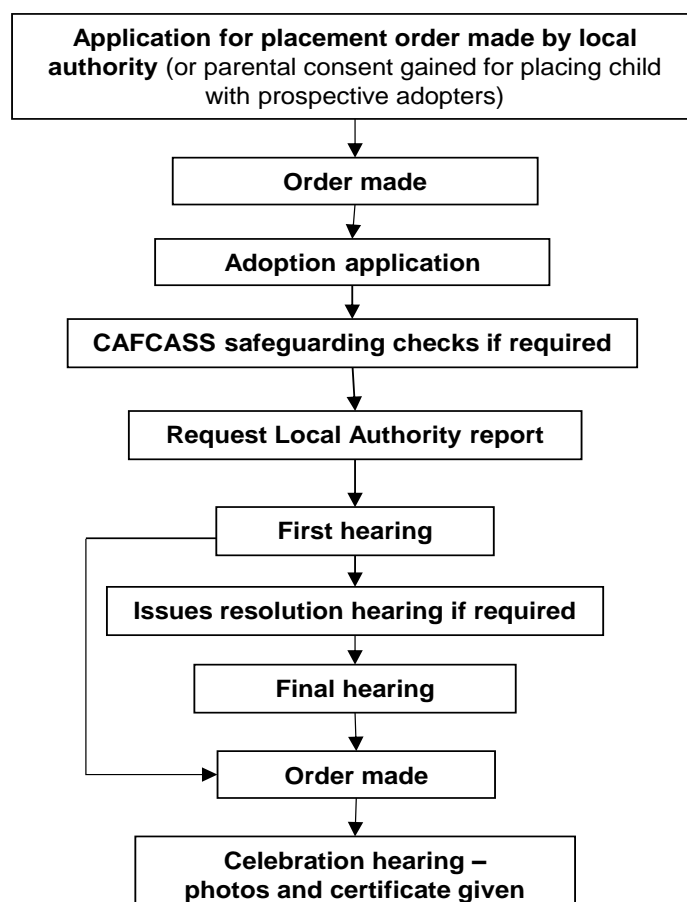 Application for placement order made by local
authority (or parental consent gained for placing child
with prospective adopters)
Order made
Adoption application
CAFCASS safeguarding checks if required
Request Local Authority report
First hearing
Issues resolution hearing if required
Final hearing
Order made
Celebration hearing –
photos and certificate given